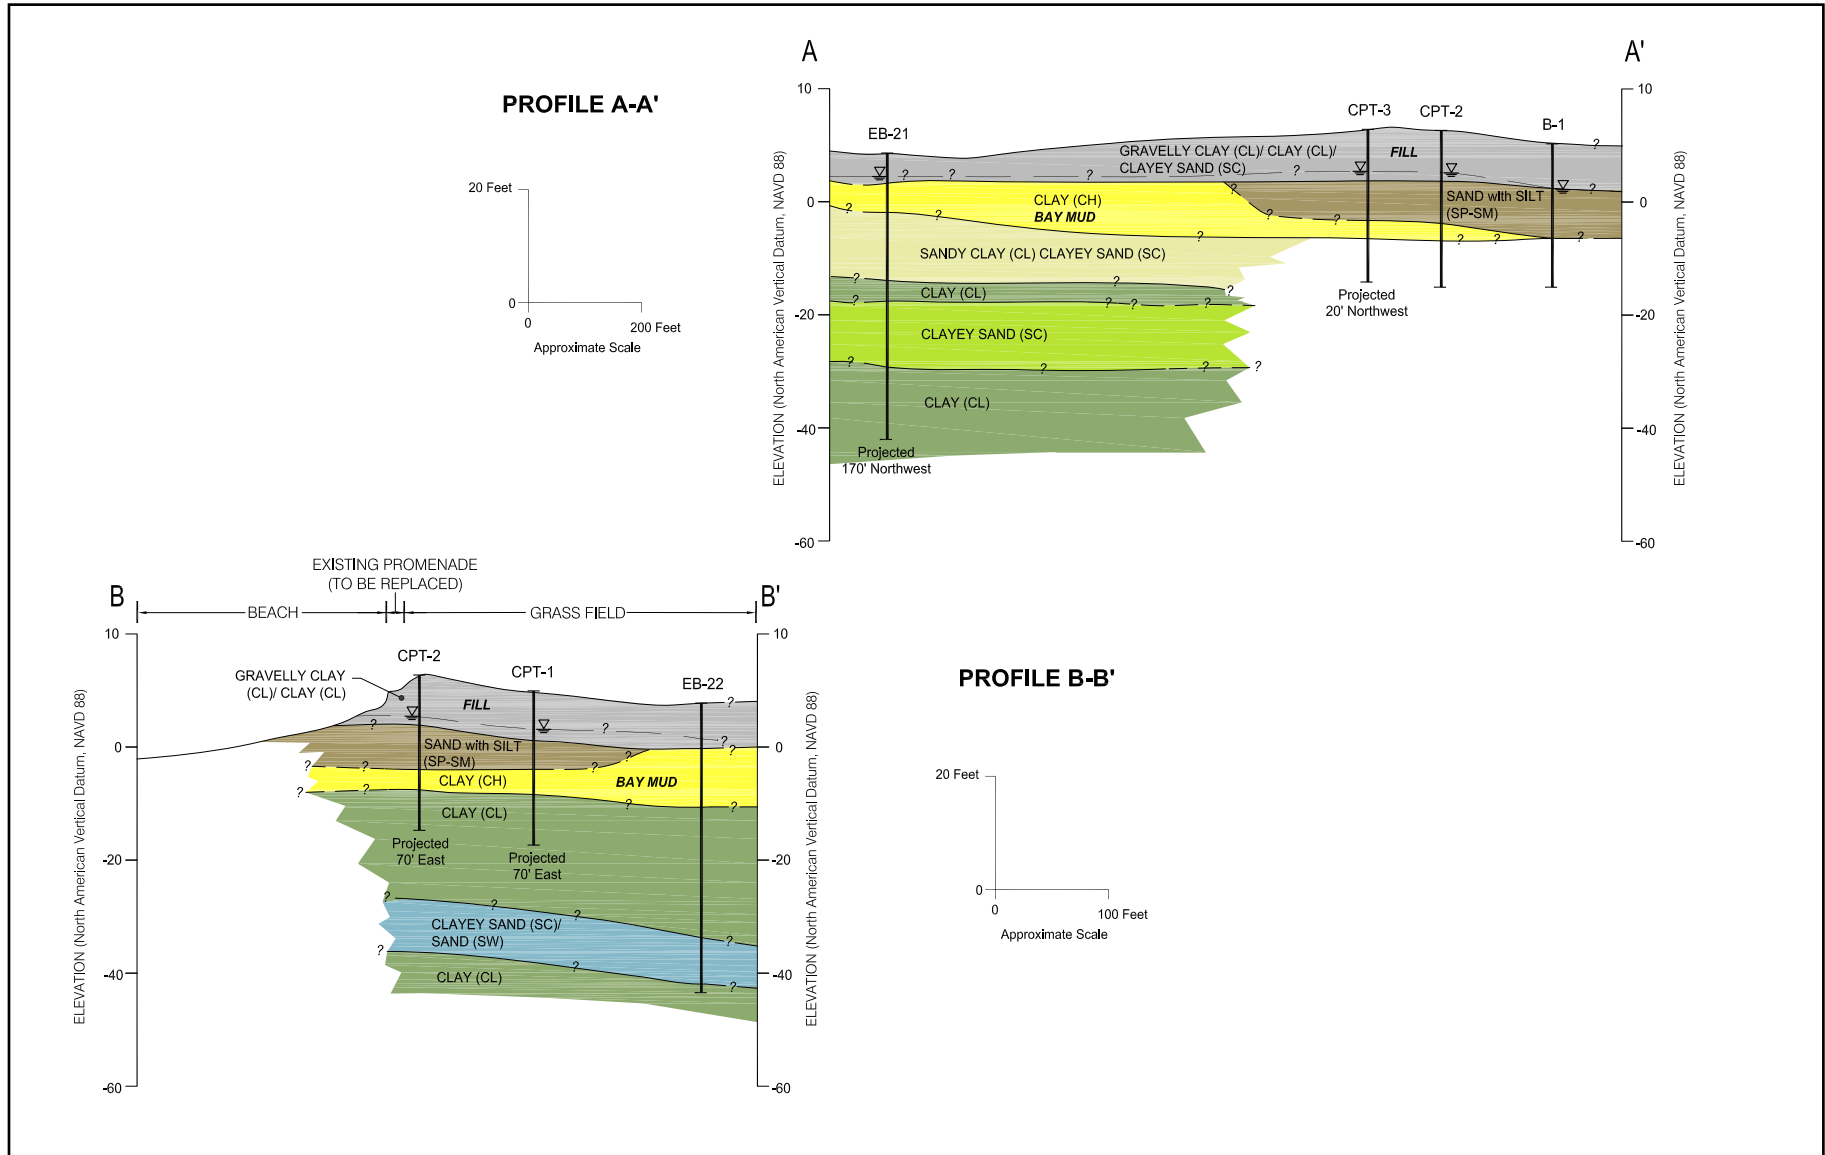 A
A'
PROFILE A-A'
10
10
CPT-3
CPT-2
B-1
EB-21
?
GRAVELLY CLAY (CL)/ CLAY (CL)/
CLAYEY SAND (SC)
FILL
? ? ? ?
?
20 Feet
0
0
200 Feet
Approximate Scale
ELEVATION (North American Vertical Datum, NAVD 88)
ELEVATION (North American Vertical Datum, NAVD 88)
0
0
CLAY (CH)
BAY MUD
?
SAND with SILT
(SP-SM)
? ? ? ?
? ? ? ?
SANDY CLAY (CL) CLAYEY SAND (SC)
? ? ?
CLAY (CL)
? ? ? ?
-20
-20
Projected
20' Northwest
CLAYEY SAND (SC)
? ? ? ?
CLAY (CL)
-40
-40
Projected
170' Northwest
-60
-60
EXISTING PROMENADE
(TO BE REPLACED)
B
B'
BEACH
GRASS FIELD
10
10
CPT-2
CPT-1
EB-22
GRAVELLY CLAY
(CL)/ CLAY (CL)
FILL
?
? ? ?
PROFILE B-B'
0
0
SAND with SILT
(SP-SM)
?
? ? ? ?
CLAY (CH)
BAY MUD
? ? ? ?
CLAY (CL)
Projected
70' East
Projected
70' East
-20
-20
20 Feet
0
0
100 Feet
Approximate Scale
ELEVATION (North American Vertical Datum, NAVD 88)
ELEVATION (North American Vertical Datum, NAVD 88)
? ? ? ?
CLAYEY SAND (SC)/
SAND (SW)
? ? ?
CLAY (CL)
-40
-40
-60
-60